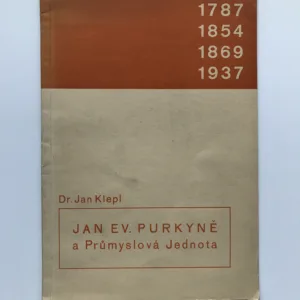 1787
1854
1869
1937
Dr. Jan Klepl
JAN EV. PURKYNĚ
a Průmyslová Jednota